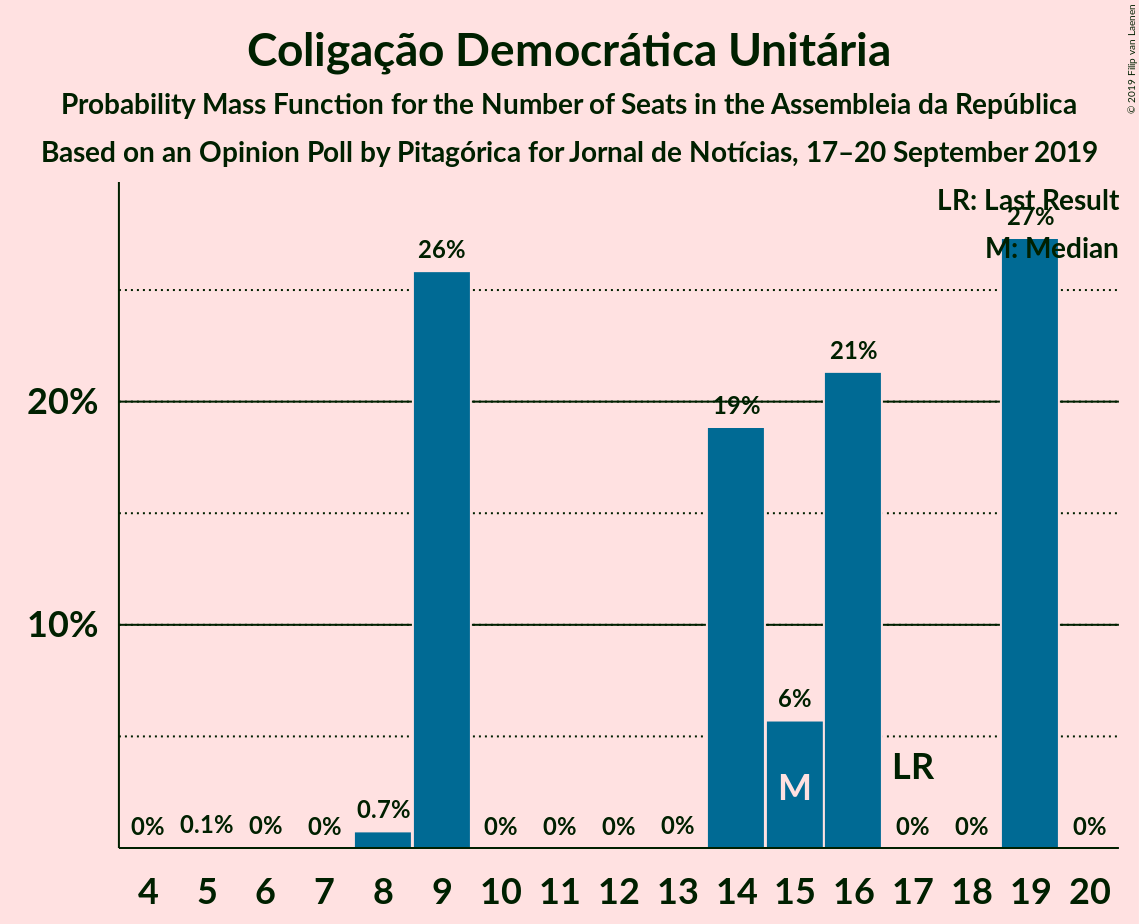 Coligação Democrática Unitária
Probability Mass Function for the Number of Seats in the Assembleia da República
Based on an Opinion Poll by Pitagórica for Jornal de Notícias, 17–20 September 2019
© 2019 Filip van Laenen
LR: Last Result
M: Median
27%
26%
21%
20%
19%
10%
6%
M
LR
0% 0.1% 0% 0% 0.7% 0% 0% 0% 0% 0% 0% 0%
4 5 6 7 8 9 10 11 12 13 14 15 16 17 18 19 20